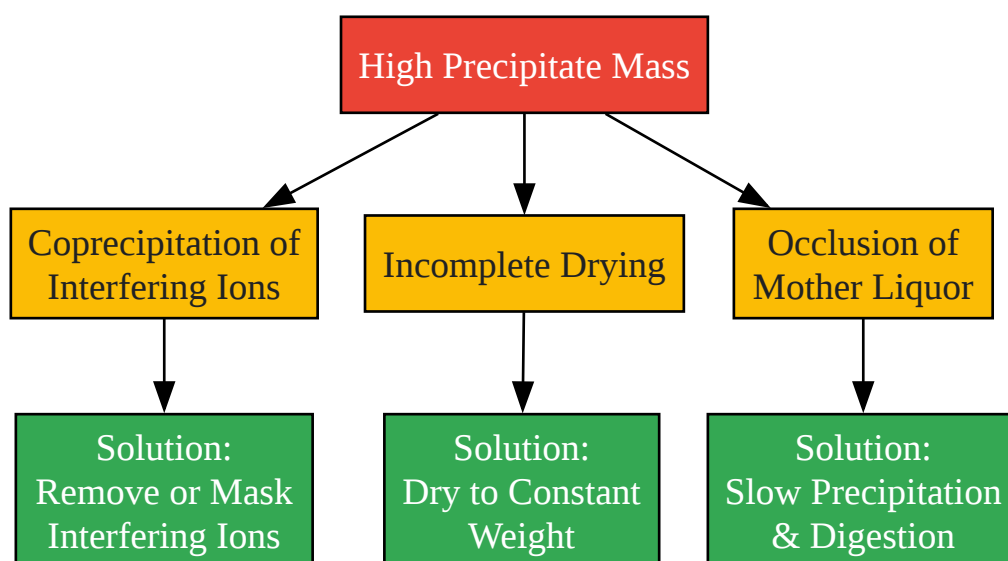 High Precipitate Mass
Coprecipitation of
Interfering Ions
Incomplete Drying
Occlusion of
Mother Liquor
Solution:
Remove or Mask
Interfering Ions
Solution:
Dry to Constant
Weight
Solution:
Slow Precipitation
& Digestion